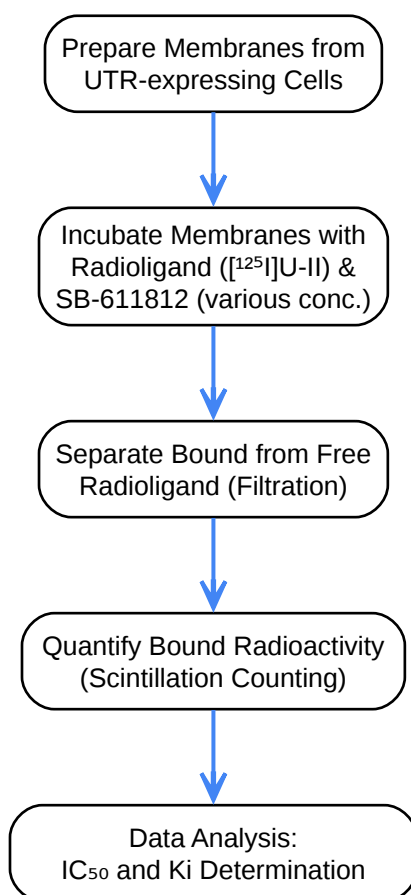 Prepare Membranes from
UTR-expressing Cells
Incubate Membranes with
Radioligand ([¹²⁵I]U-II) &
SB-611812 (various conc.)
Separate Bound from Free
Radioligand (Filtration)
Quantify Bound Radioactivity
(Scintillation Counting)
Data Analysis:
IC₅₀ and Ki Determination